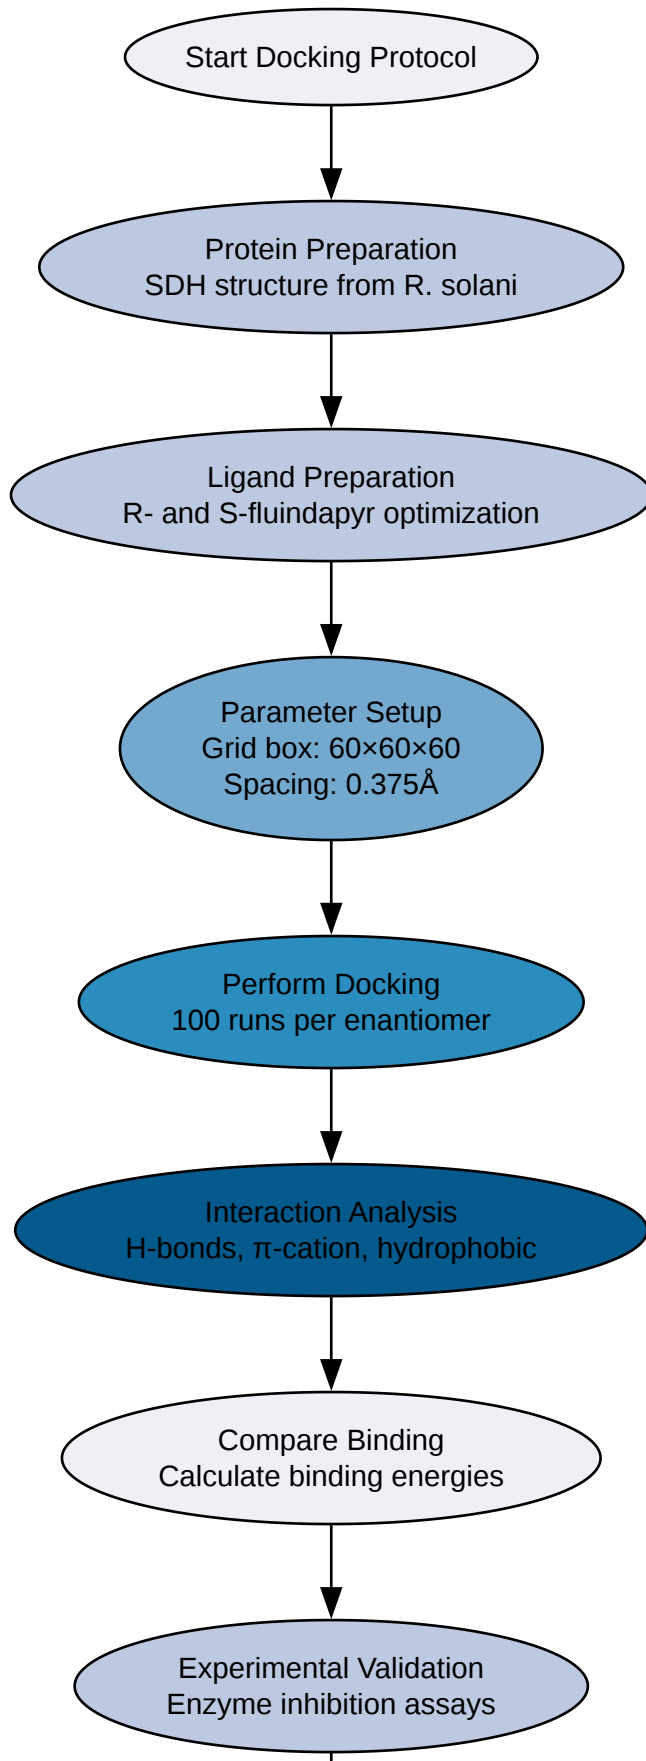 Start Docking Protocol
Protein Preparation
SDH structure from R. solani
Ligand Preparation
R- and S-fluindapyr optimization
Parameter Setup
Grid box: 60×60×60
Spacing: 0.375Å
Perform Docking
100 runs per enantiomer
Interaction Analysis
H-bonds, π-cation, hydrophobic
Compare Binding
Calculate binding energies
Experimental Validation
Enzyme inhibition assays